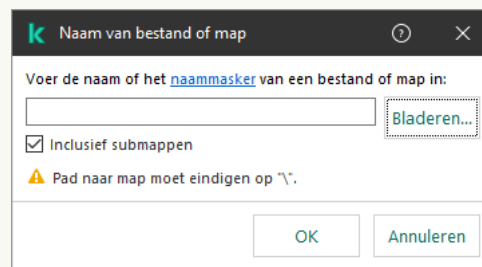 Naam van bestand of map
Voer de naam of het naammasker van een bestand of map in:
Bladeren...
Inclusief submappen
Pad naar map moet eindigen op "\".
OK Annuleren